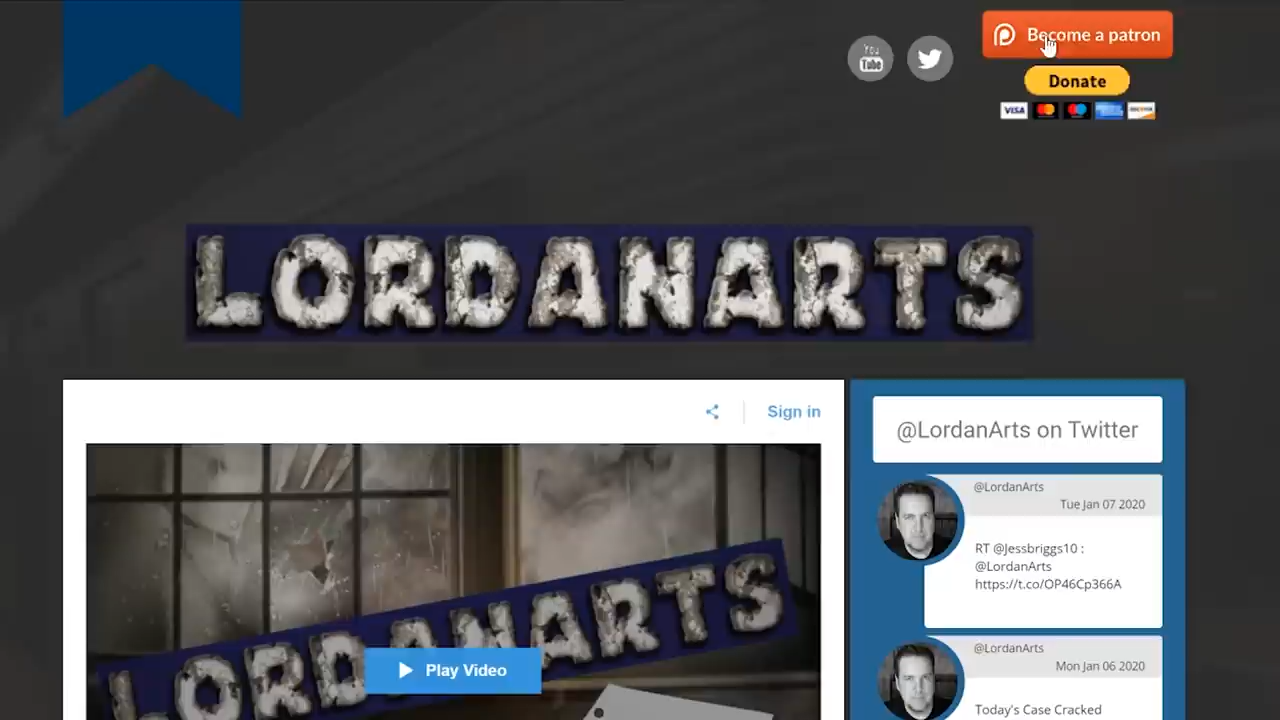 You
Tube
Become a patron
Donate
VISA
LORDANARTS
Sign in
@LordanArts on Twitter
@LordanArts
Tue Jan 07 2020
RT @Jessbriggs10 :
@LordanArts
https://t.co/OP46Cp366A
LORDANARTS
Play Video
@LordanArts
Mon Jan 06 2020
Today's Case Cracked